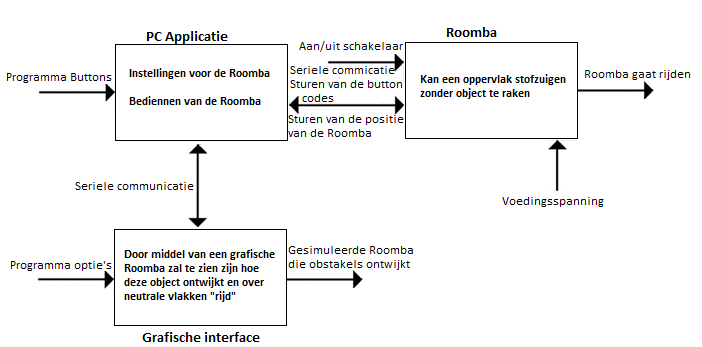 PC Applicatie
Roomba
Programma Buttons
Instellingen voor de Roomba
Bediennen van de Roomba
Aan/uit schakelaar
Seriele commicatie
Sturen van de button
codes
Sturen van de positie
van de Roomba
Kan een oppervlak stofzuigen
zonder object te raken
Roomba gaat rijden
Voedingsspanning
Seriele communicatie
Programma optie's
Door middel van een grafische
Roomba zal te zien zijn hoe
deze object ontwijkt en over
neutrale vlakken "rijd"
Gesimuleerde Roomba
die obstakels ontwijkt
Grafische interface